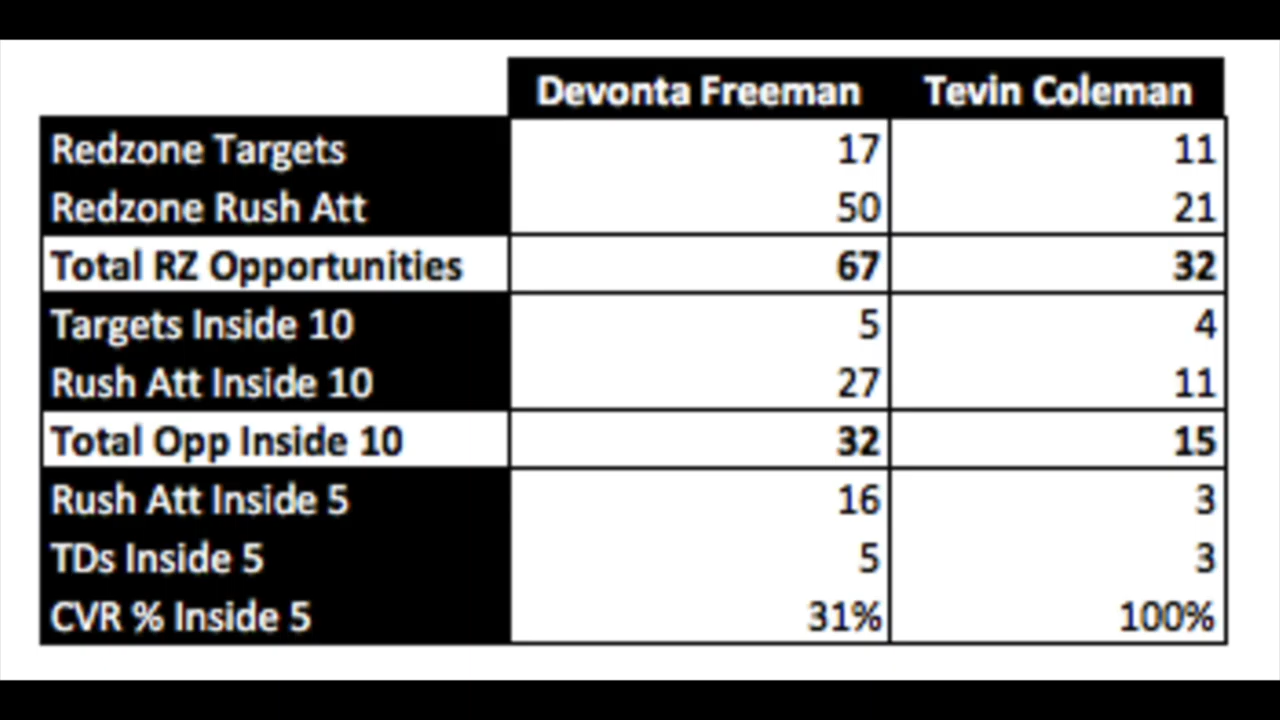 Devonta Freeman Tevin Coleman
Redzone Targets 17 11
Redzone Rush Att 50 21
Total RZ Opportunities 67 32
Targets Inside 10 5 4
Rush Att Inside 10 27 11
Total Opp Inside 10 32 15
Rush Att Inside 5 16 3
TDs Inside 5 5 3
CVR % Inside 5 31% 100%